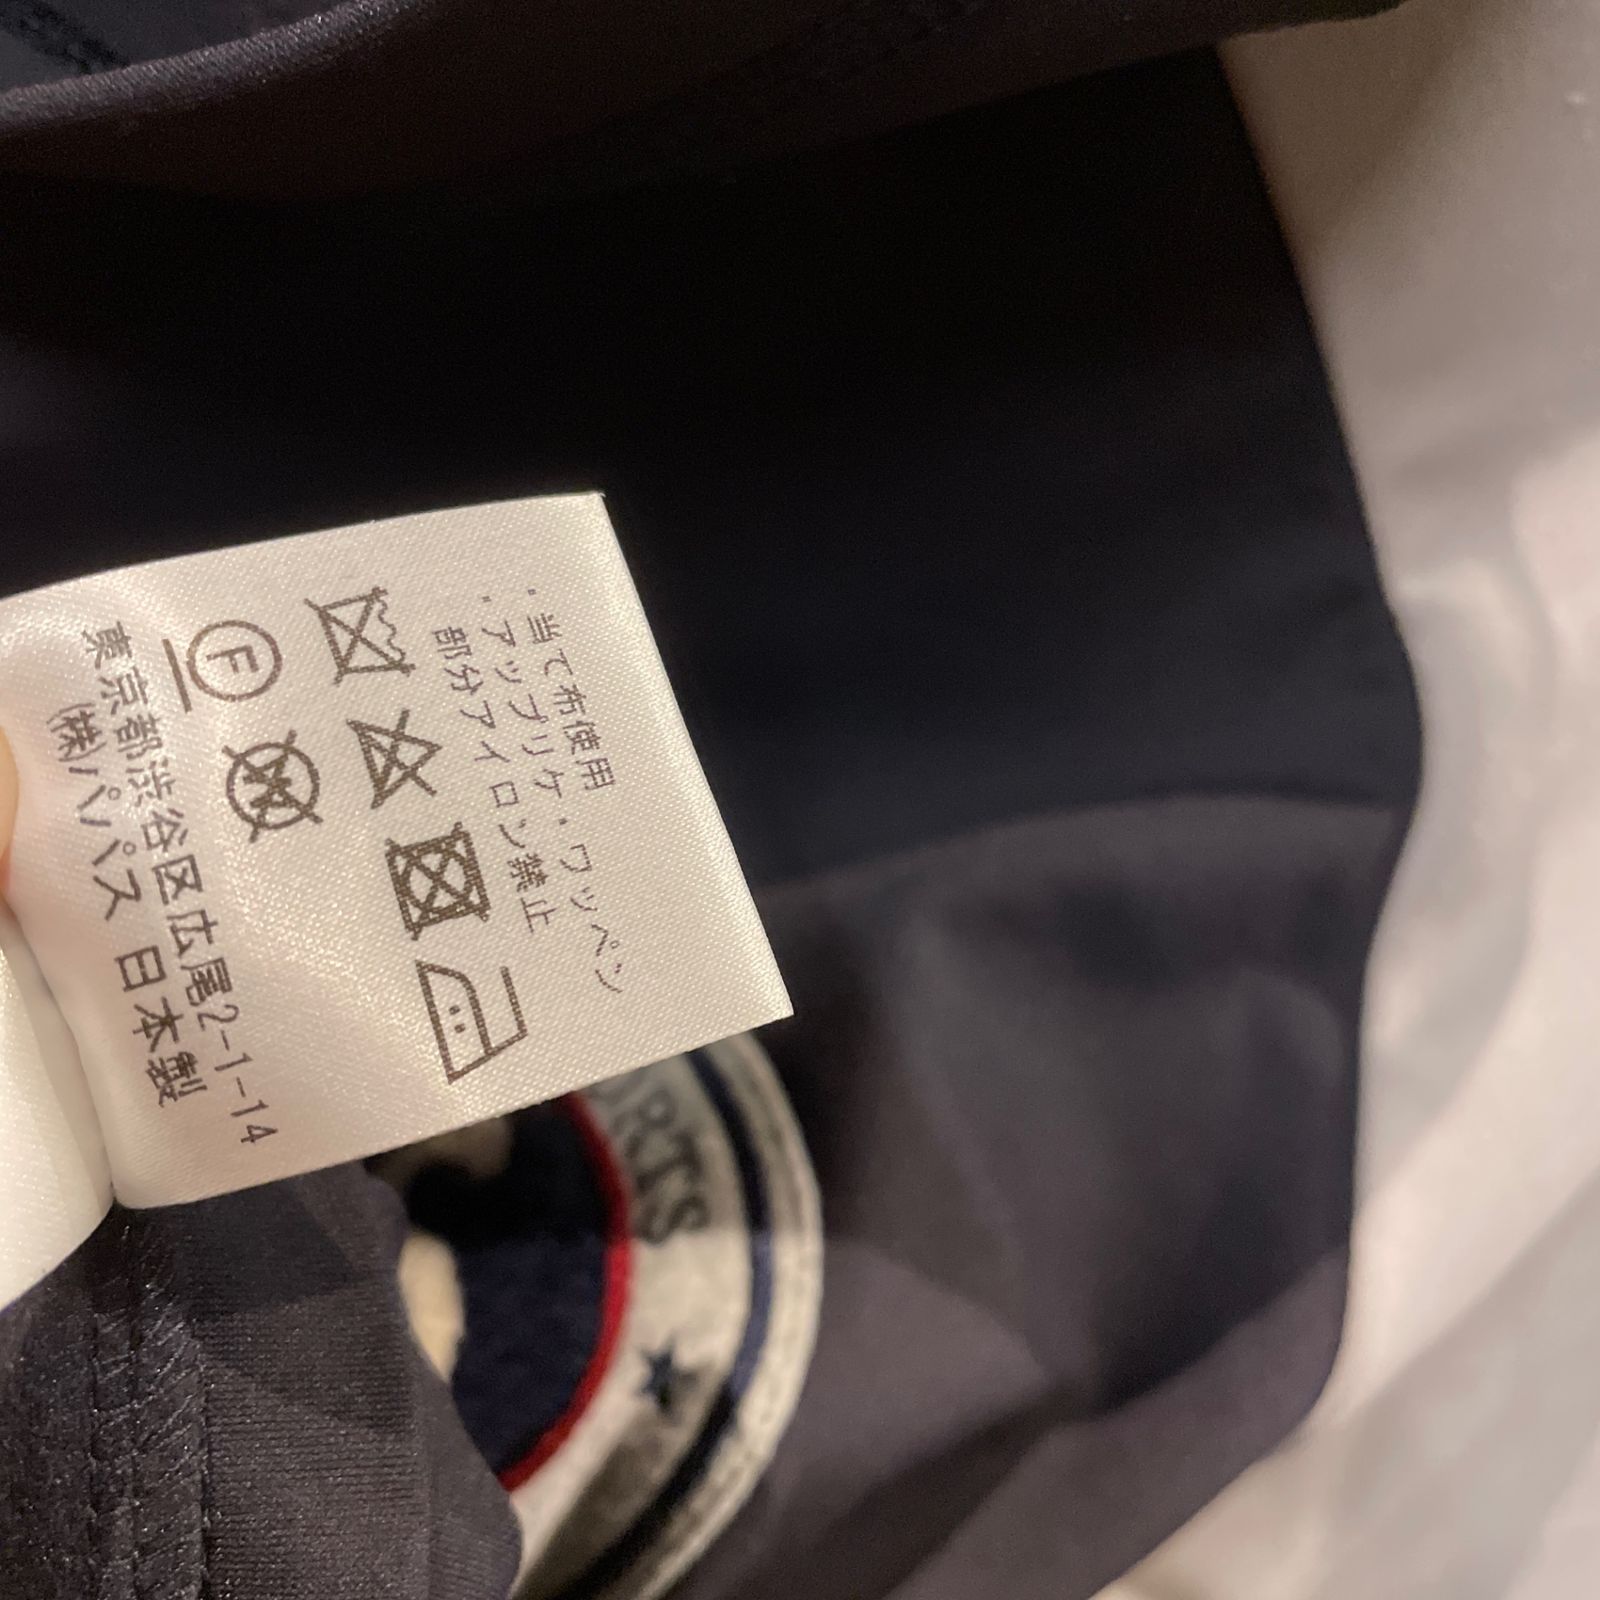 ・当て布使用
・アップリケ・ワッペン
部分アイロン禁止
F
W
東京都渋谷区広尾2-1-14
㈱パパス 日本製
ORTS